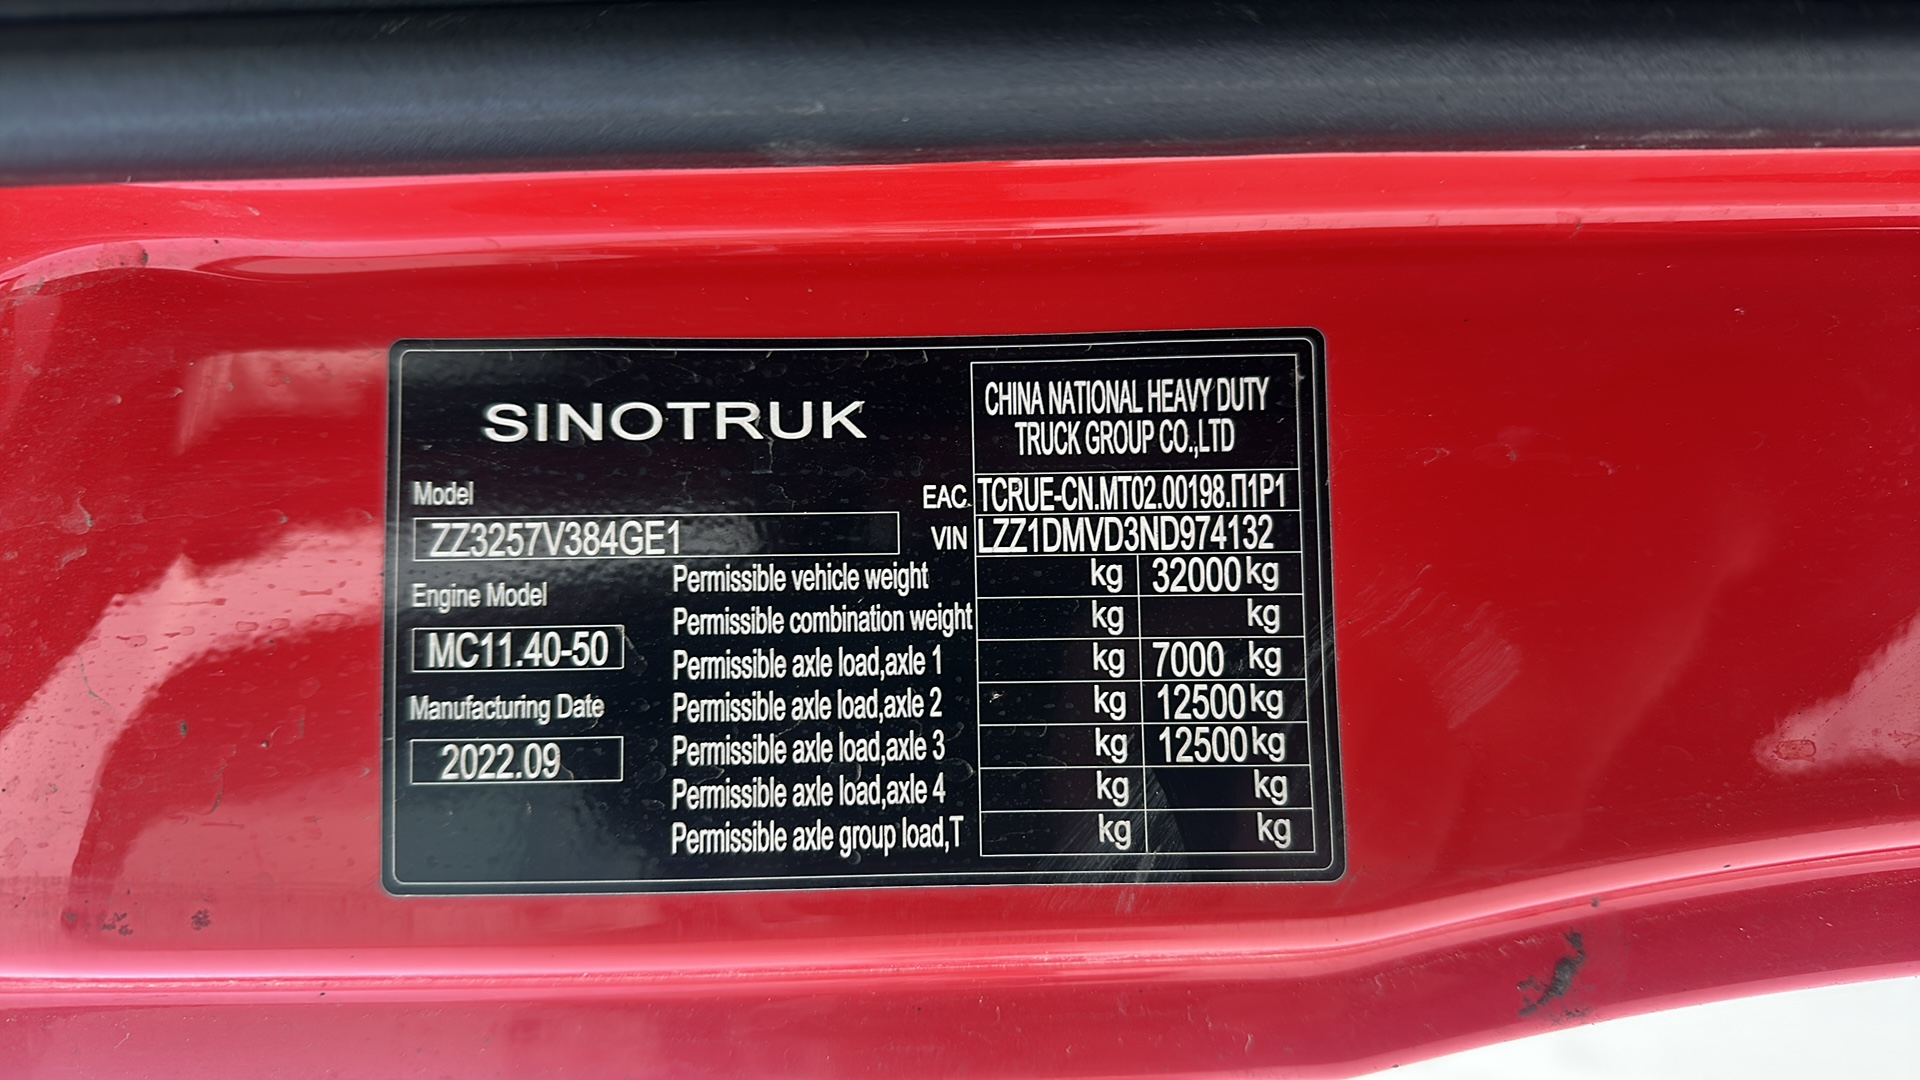 SINOTRUK
CHINA NATIONAL HEAVY DUTY
TRUCK GROUP CO.,LTD
Model
EAC. TCRUE-CN.MT02.00198.П1P1
ZZ3257V384GE1
VIN LZZ1DMVD3ND974132
Engine Model
MC11.40-50
Manufacturing Date
2022.09
Permissible vehicle weight kg 32000 kg
Permissible combination weight kg kg
Permissible axle load,axle 1 kg 7000 kg
Permissible axle load,axle 2 kg 12500 kg
Permissible axle load,axle 3 kg 12500 kg
Permissible axle load,axle 4 kg kg
Permissible axle group load,T kg kg